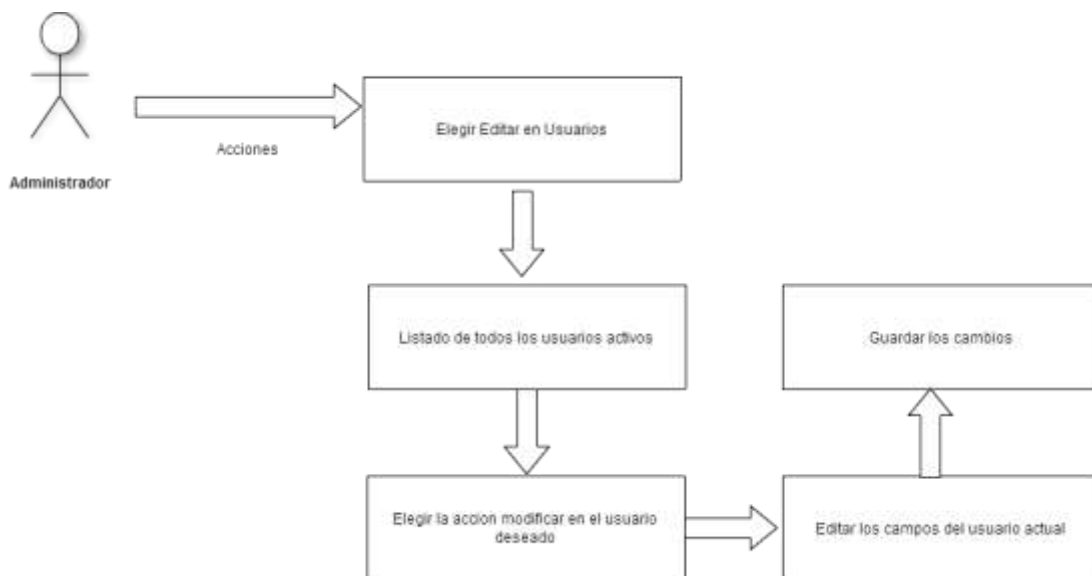 Administrador
Acciones
Elegir Editar en Usuarios
Listado de todos los usuarios activos
Elegir la accion modificar en el usuario
deseado
Editar los campos del usuario actual
Guardar los cambios